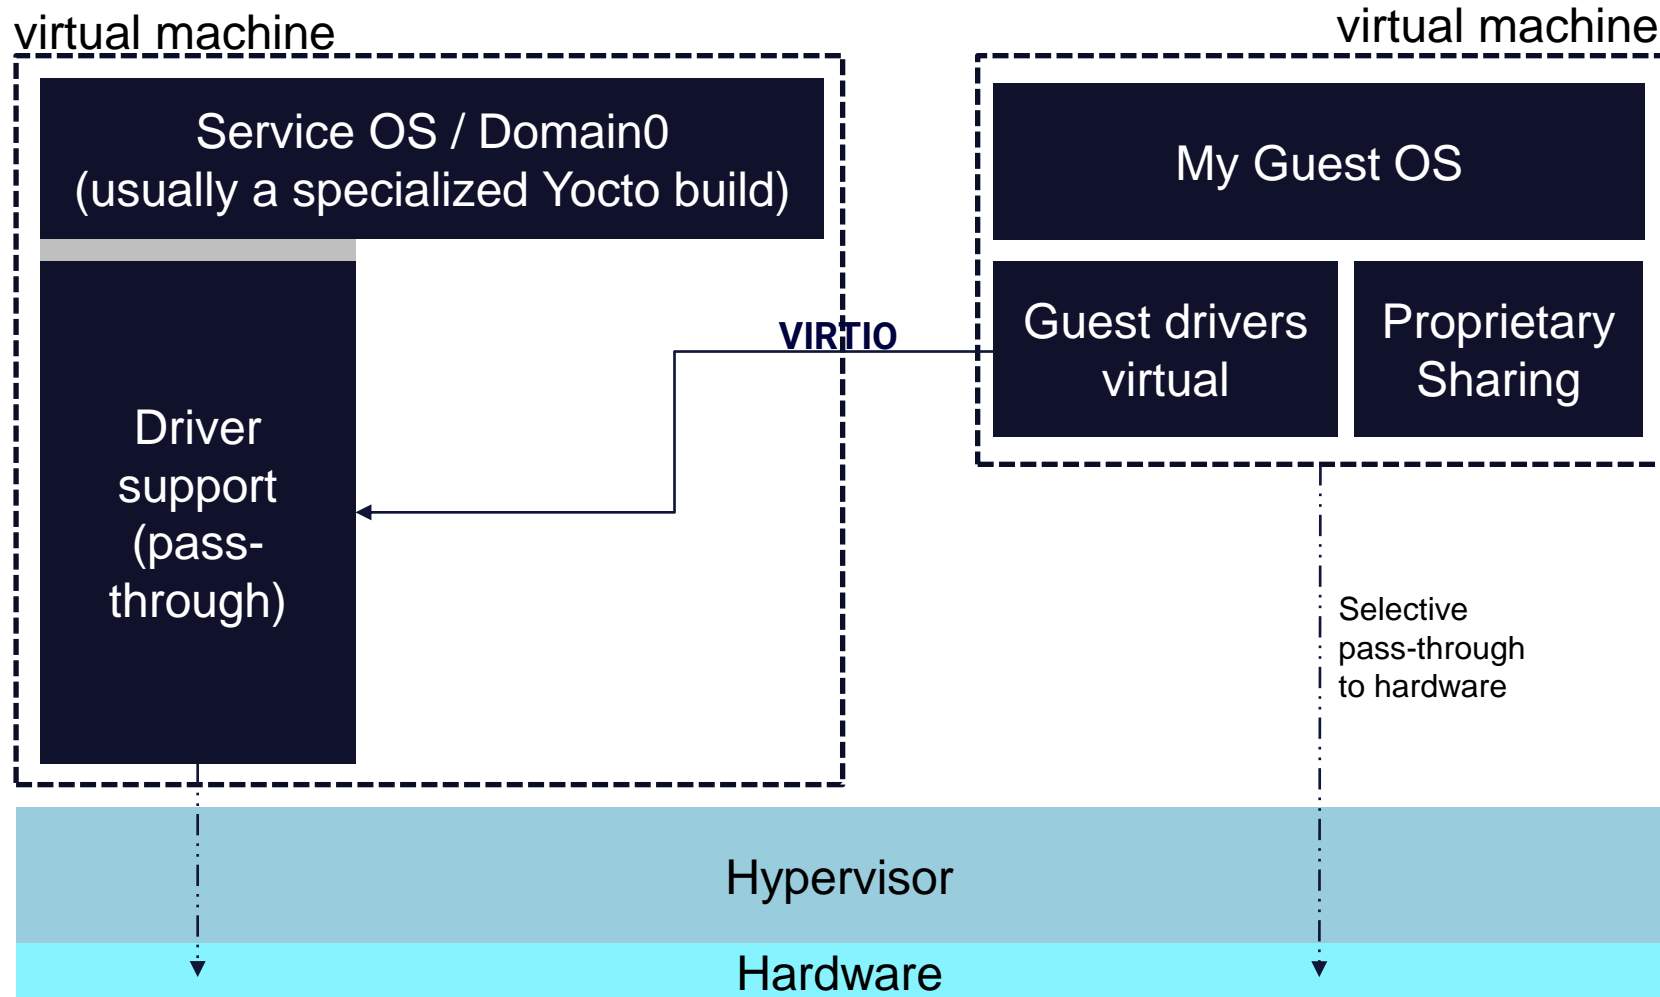 virtual machine
virtual machine
Service OS / Domain0
(usually a specialized Yocto build)
My Guest OS
VIRTIO
Guest drivers
virtual
Proprietary
Sharing
Driver
support
(pass-
through)
Selective
pass-through
to hardware
Hypervisor
Hardware